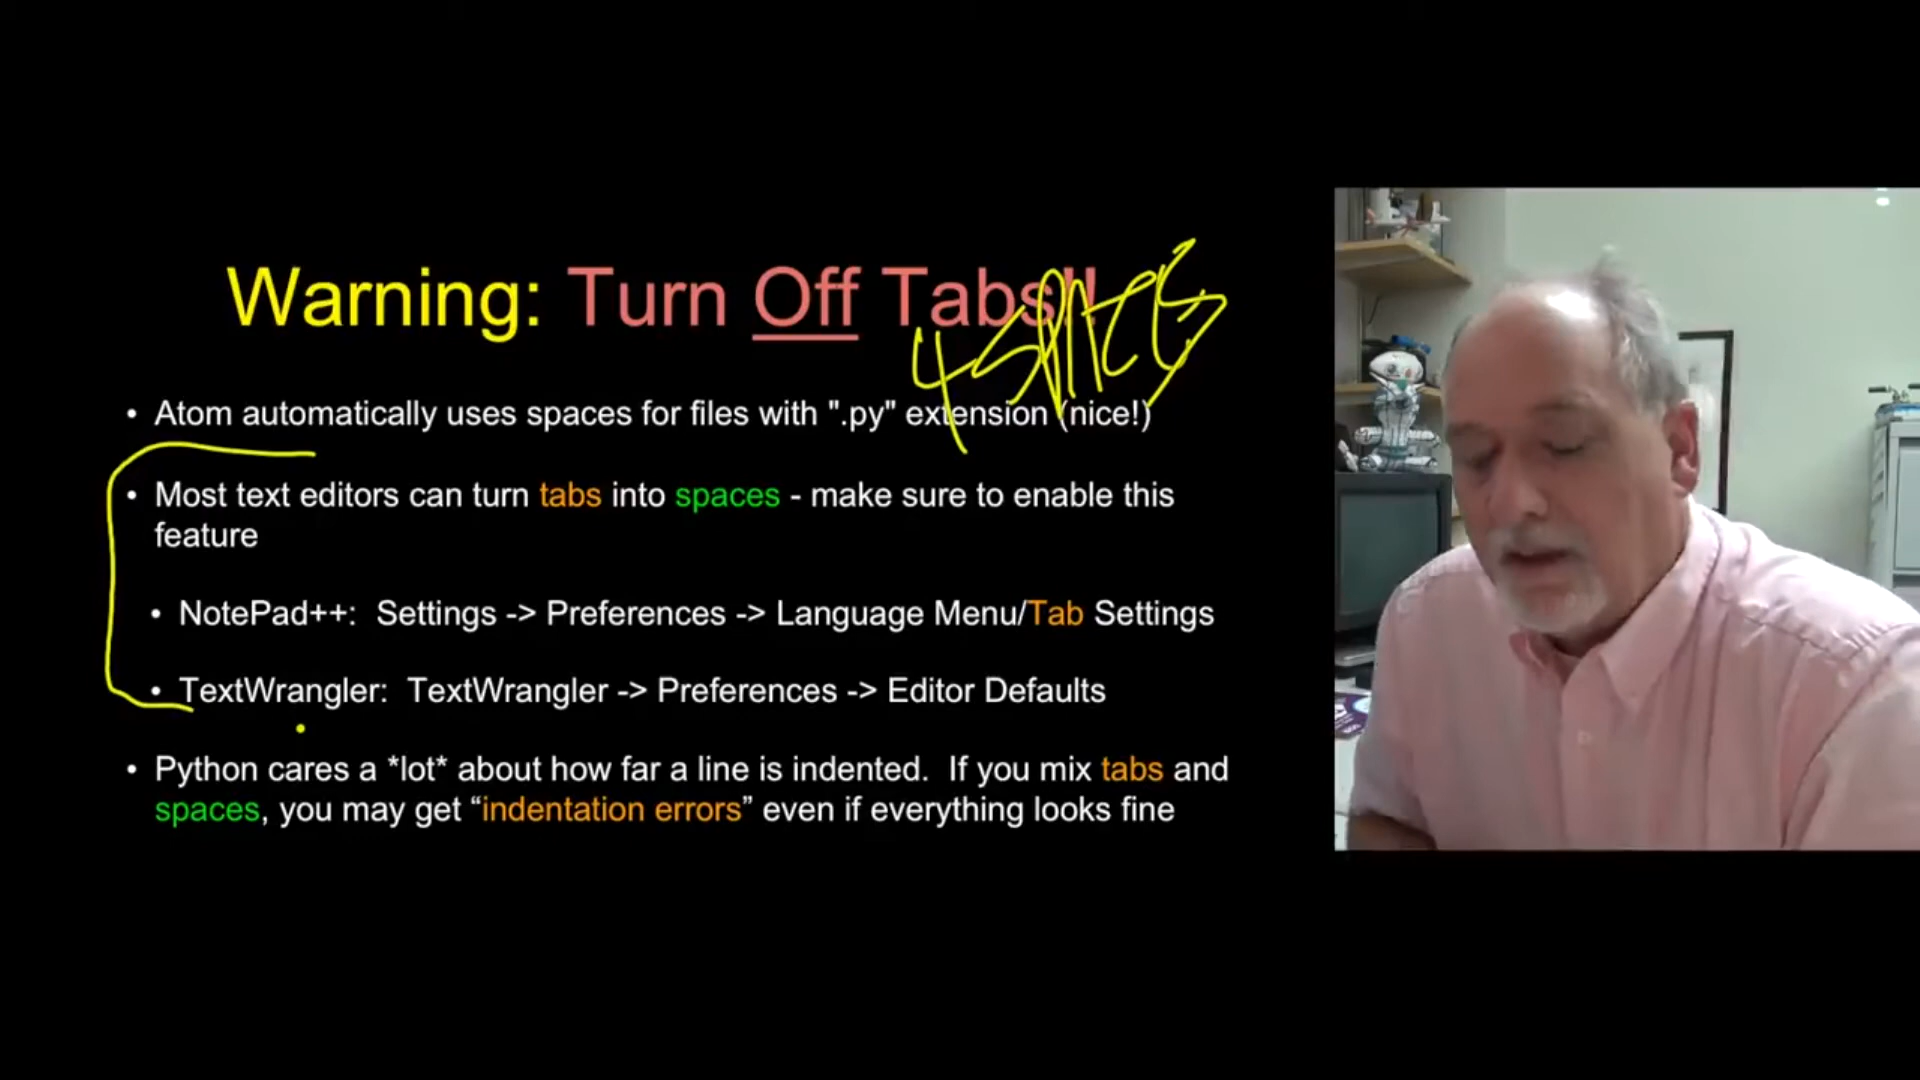 Warning: Turn Off Tabs!!
4 spaces
• Atom automatically uses spaces for files with ".py" extension (nice!)
• Most text editors can turn tabs into spaces - make sure to enable this
feature
• NotePad++: Settings -> Preferences -> Language Menu/Tab Settings
• TextWrangler: TextWrangler -> Preferences -> Editor Defaults
• Python cares a *lot* about how far a line is indented. If you mix tabs and
spaces, you may get “indentation errors” even if everything looks fine